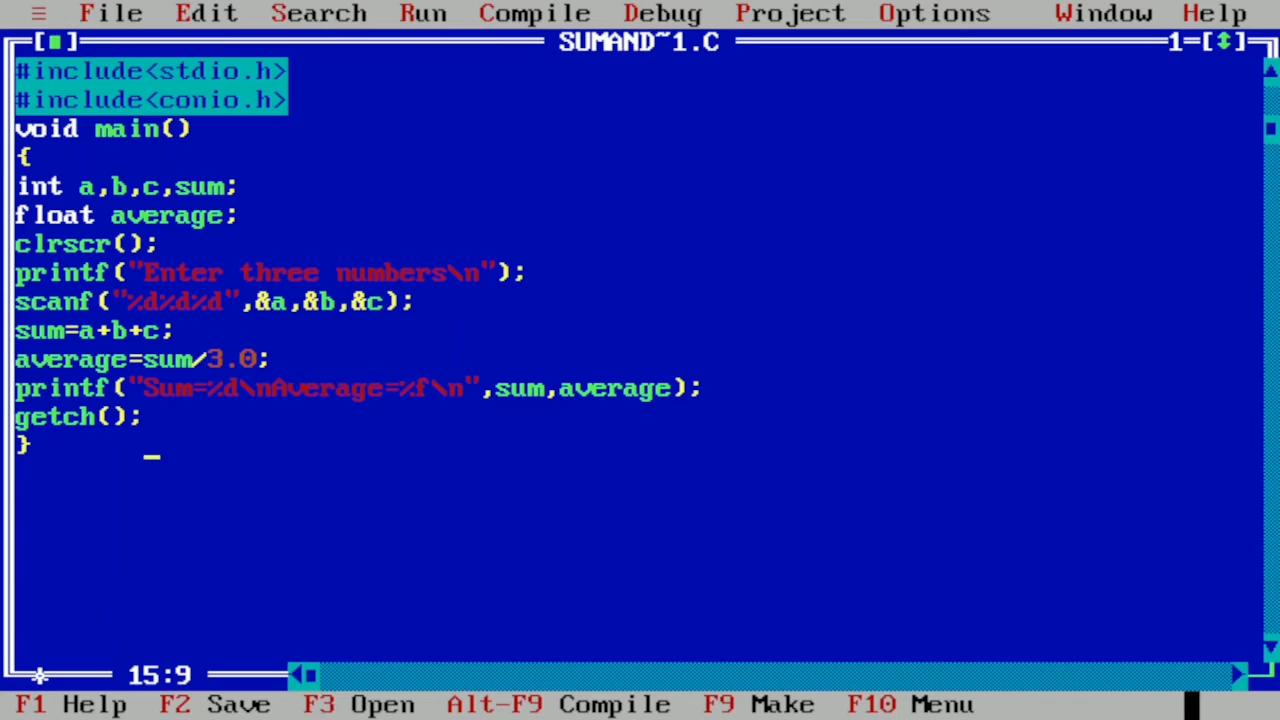 ≡ File Edit Search Run Compile Debug Project Options Window Help
[■] SUMAND~1.C 1=[↕]
#include<stdio.h>
#include<conio.h>
void main()
{
int a,b,c,sum;
float average;
clrscr();
printf("Enter three numbers\n");
scanf("%d%d%d",&a,&b,&c);
sum=a+b+c;
average=sum/3.0;
printf("Sum=%d\nAverage=%f\n",sum,average);
getch();
}
15:9
F1 Help F2 Save F3 Open Alt-F9 Compile F9 Make F10 Menu